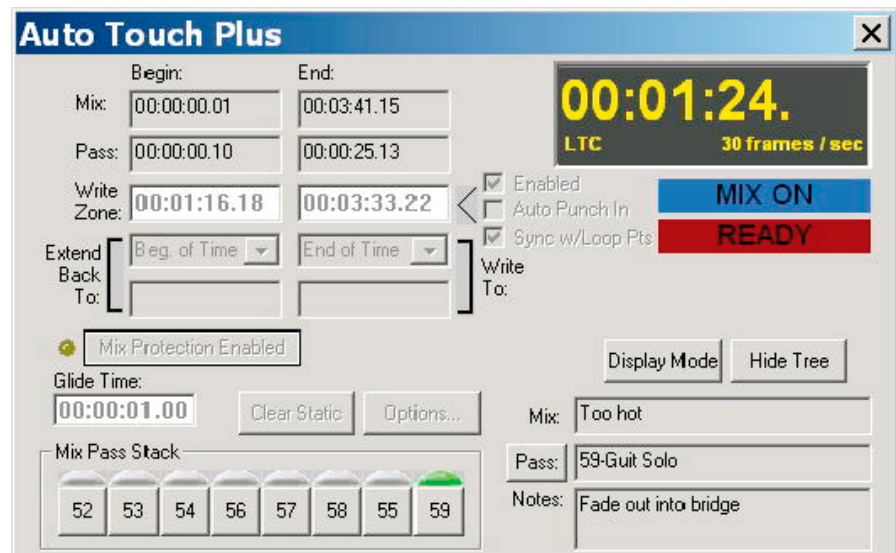 Auto Touch Plus
Begin: End:
Mix: 00:00:00.01 00:03:41.15
00:01:24.
LTC 30 frames / sec
Pass: 00:00:00.10 00:00:25.13
Write Zone: 00:01:16.18 00:03:33.22
Enabled
Auto Punch In
Sync w/Loop Pts
MIX ON
READY
Extend Back To: Beg. of Time End of Time
Write To:
Mix Protection Enabled
Display Mode Hide Tree
Glide Time:
00:00:01.00 Clear Static Options...
Mix: Too hot
Mix Pass Stack
Pass: 59-Guit Solo
52 53 54 56 57 58 55 59
Notes: Fade out into bridge